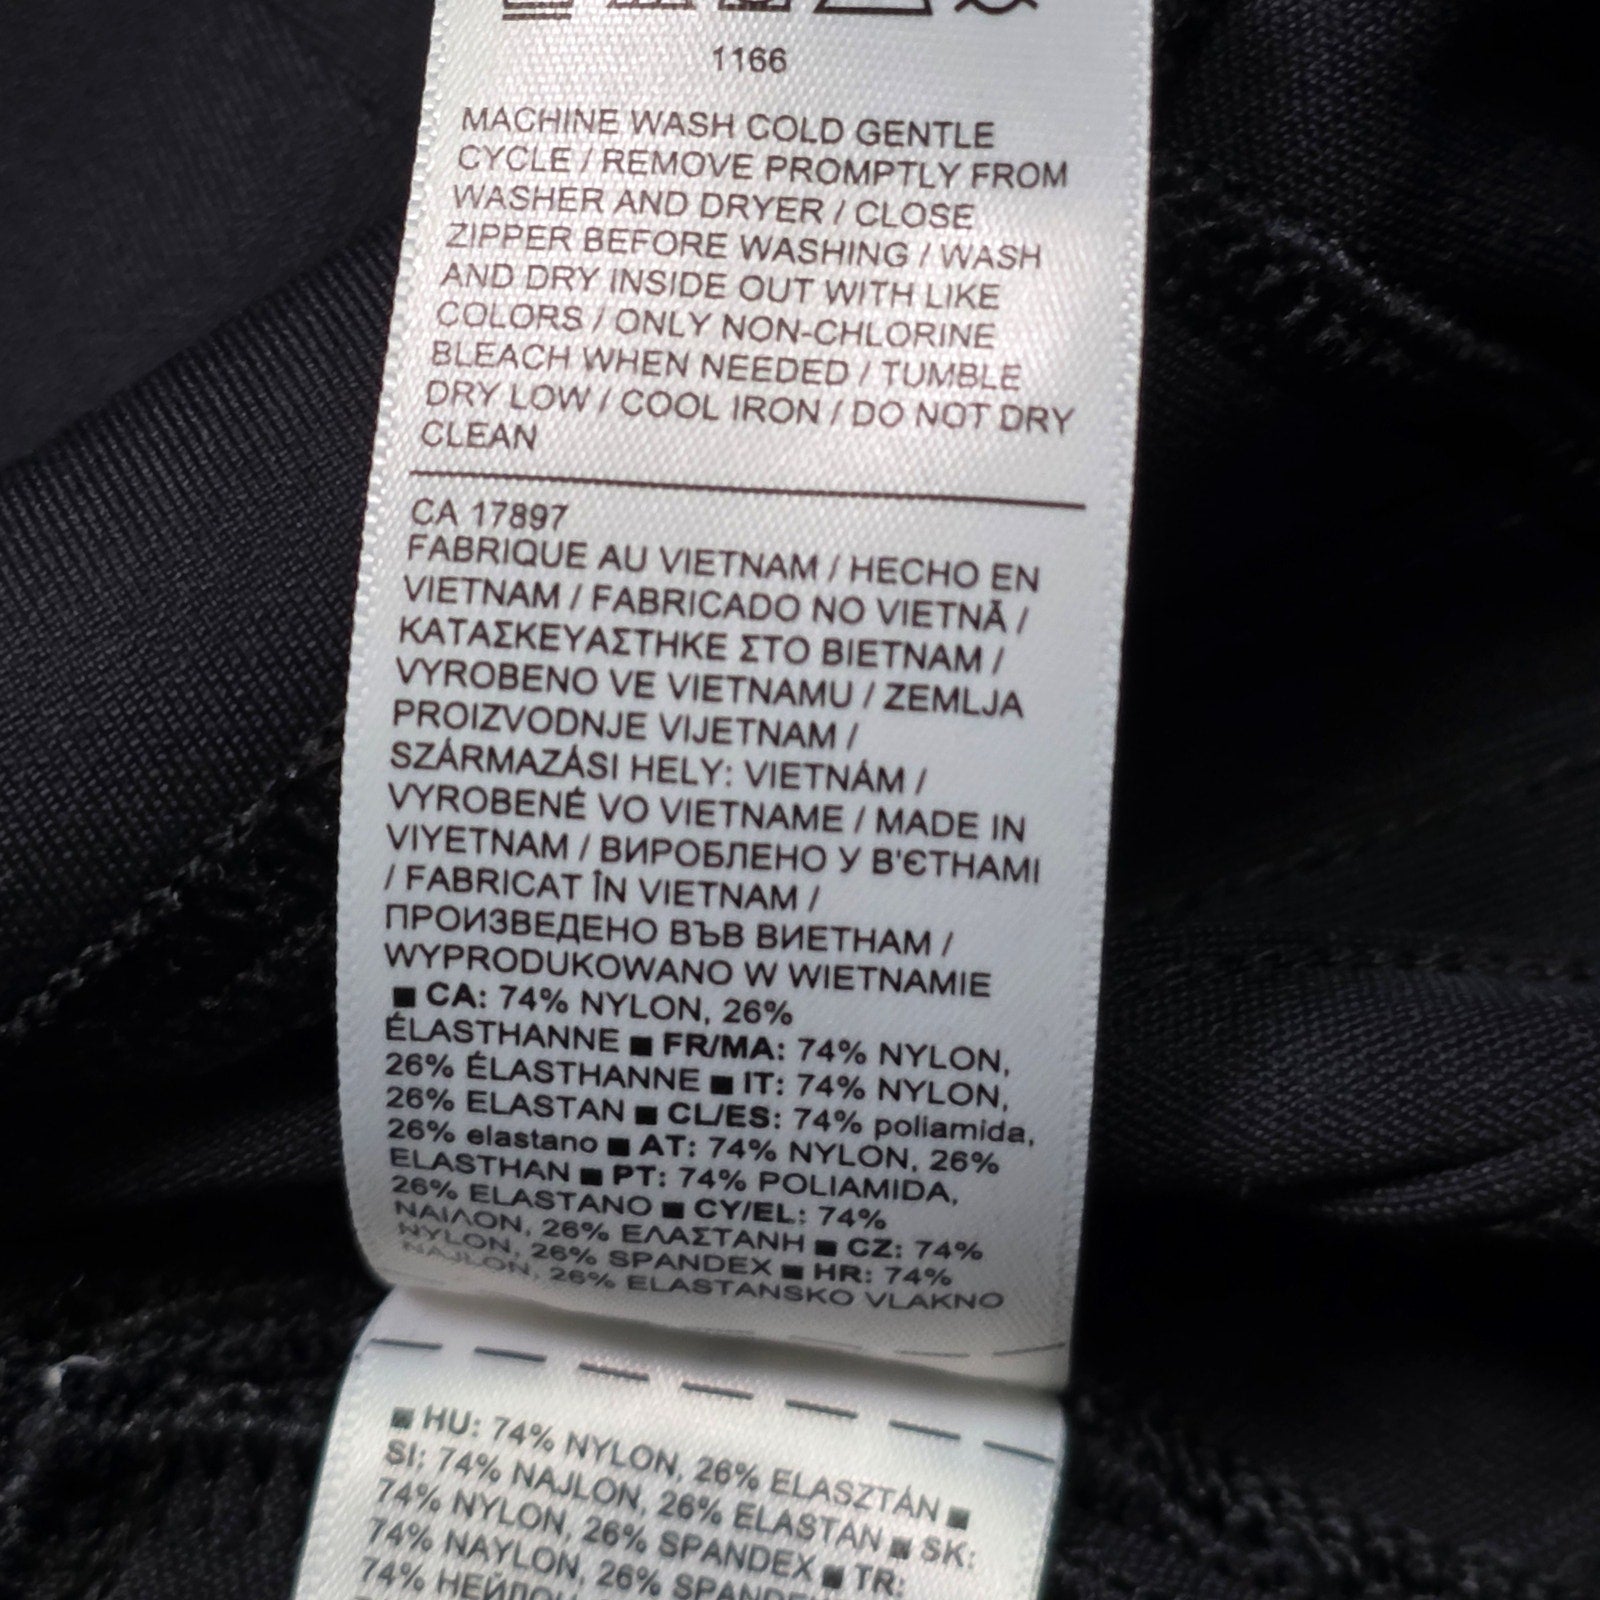 1166
MACHINE WASH COLD GENTLE
CYCLE / REMOVE PROMPTLY FROM
WASHER AND DRYER / CLOSE
ZIPPER BEFORE WASHING / WASH
AND DRY INSIDE OUT WITH LIKE
COLORS / ONLY NON-CHLORINE
BLEACH WHEN NEEDED / TUMBLE
DRY LOW / COOL IRON / DO NOT DRY
CLEAN
CA 17897
FABRIQUE AU VIETNAM / HECHO EN
VIETNAM / FABRICADO NO VIETNÃ /
ΚΑΤΑΣΚΕΥΑΣΤΗΚΕ ΣΤΟ ΒΙΕΤΝΑΜ /
VYROBENO VE VIETNAMU / ZEMLJA
PROIZVODNJE VIJETNAM /
SZÁRMAZÁSI HELY: VIETNÁM /
VYROBENÉ VO VIETNAME / MADE IN
VIYETNAM / ВИРОБЛЕНО У В'ЄТНАМІ
/ FABRICAT ÎN VIETNAM /
ПРОИЗВЕДЕНО ВЪВ ВИЕТНАМ /
WYPRODUKOWANO W WIETNAMIE
■ CA: 74% NYLON, 26%
ÉLASTHANNE ■ FR/MA: 74% NYLON,
26% ÉLASTHANNE ■ IT: 74% NYLON,
26% ELASTAN ■ CL/ES: 74% poliamida,
26% elastano ■ AT: 74% NYLON, 26%
ELASTHAN ■ PT: 74% POLIAMIDA,
26% ELASTANO ■ CY/EL: 74%
ΝΑΙΛΟΝ, 26% ΕΛΑΣΤΑΝΗ ■ CZ: 74%
NYLON, 26% SPANDEX ■ HR: 74%
NAJLON, 26% ELASTANSKO VLAKNO
■ HU: 74% NYLON, 26% ELASZTÁN ■
SI: 74% NAJLON, 26% ELASTAN ■ SK:
74% NYLON, 26% SPANDEX ■ TR:
74% NAYLON, 26% SPANDEX
74%